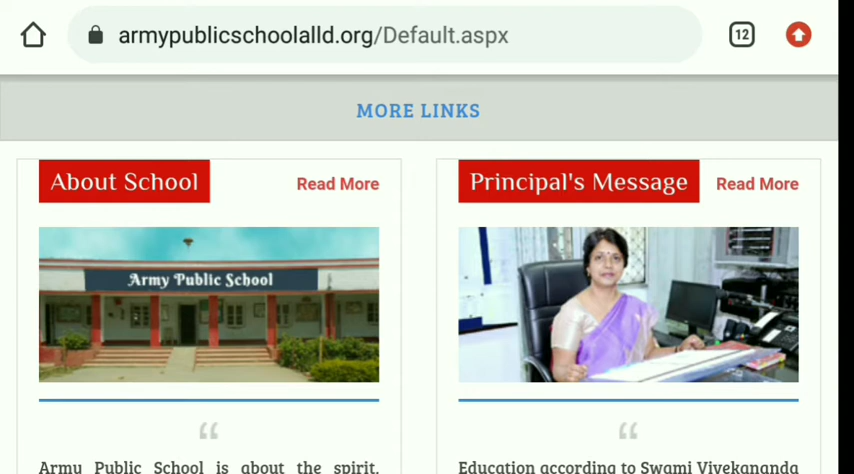 armypublicschoolalld.org/Default.aspx
12
MORE LINKS
About School
Read More
Army Public School
“
Army Public School is about the spirit,
Principal's Message
Read More
“
Education according to Swami Vivekananda